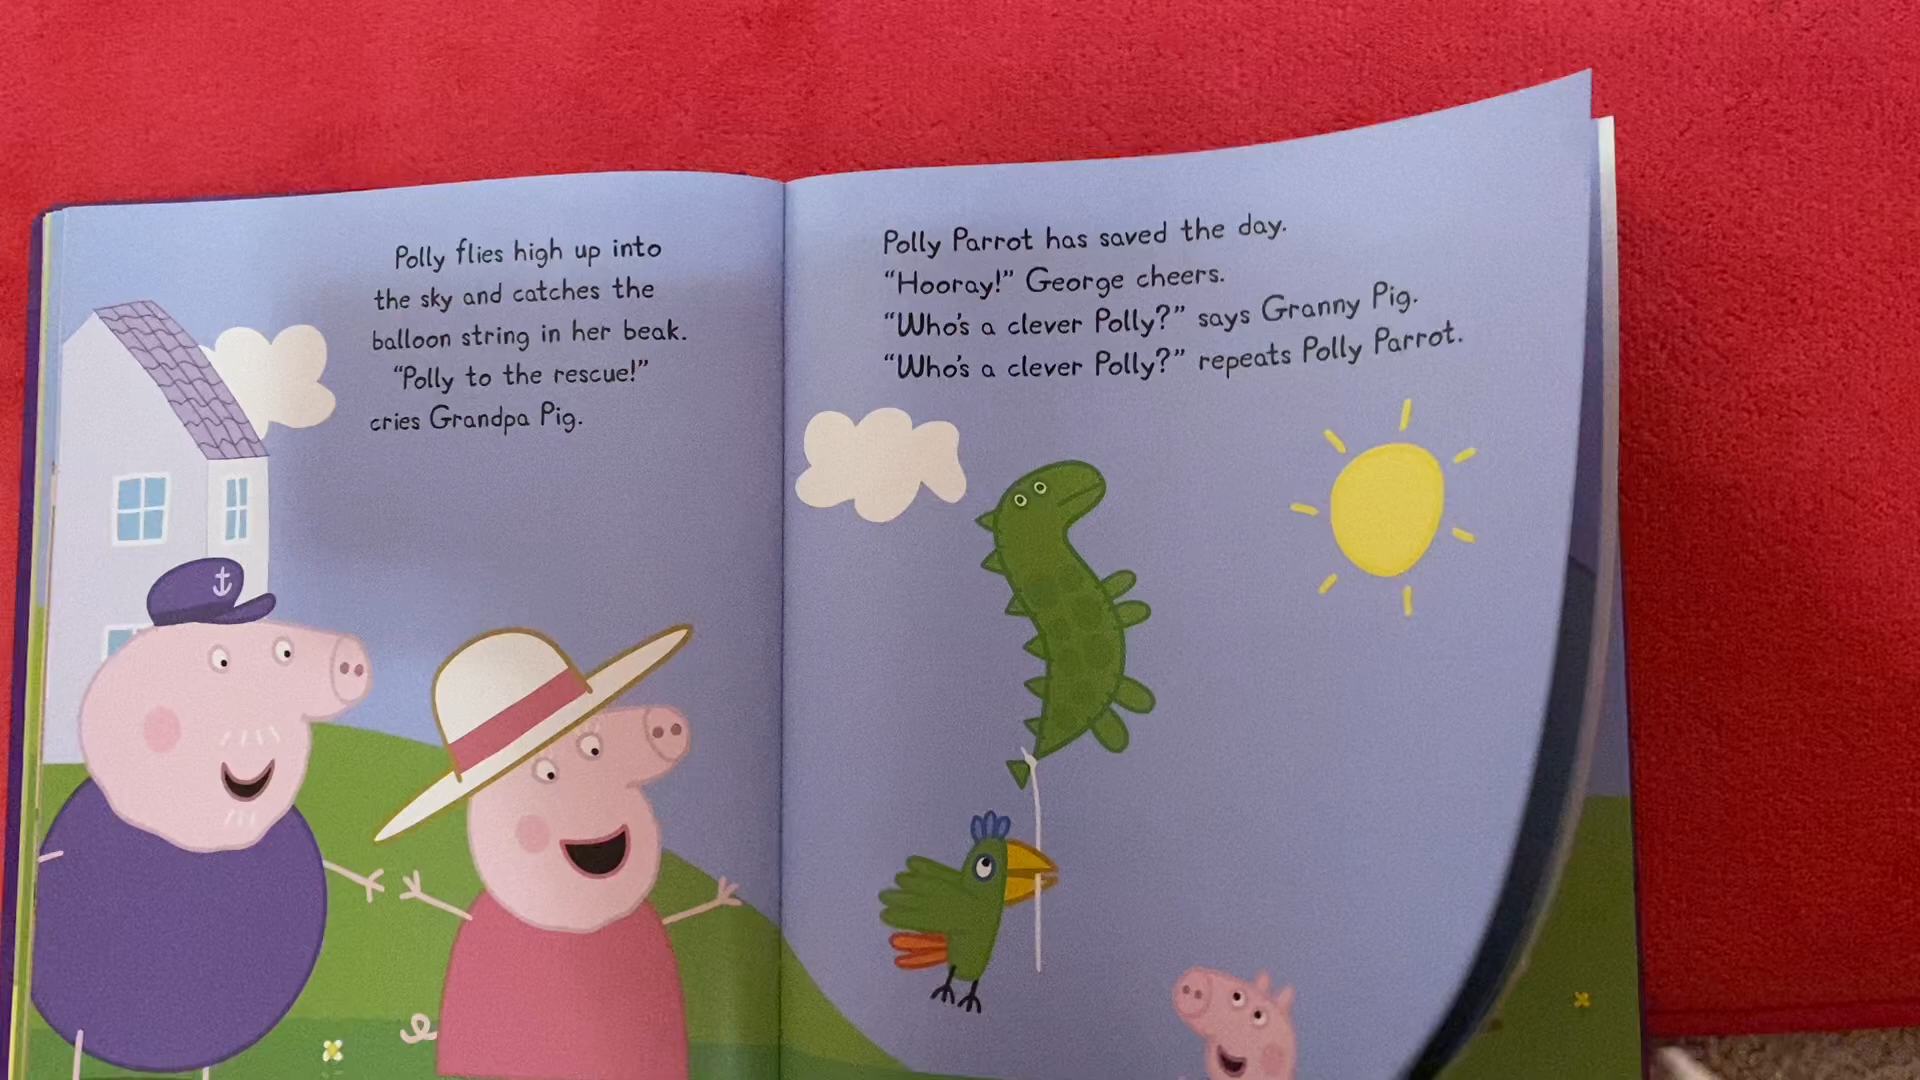 Polly flies high up into
the sky and catches the
balloon string in her beak.
“Polly to the rescue!”
cries Grandpa Pig.
Polly Parrot has saved the day.
“Hooray!” George cheers.
“Who's a clever Polly?” says Granny Pig.
“Who's a clever Polly?” repeats Polly Parrot.